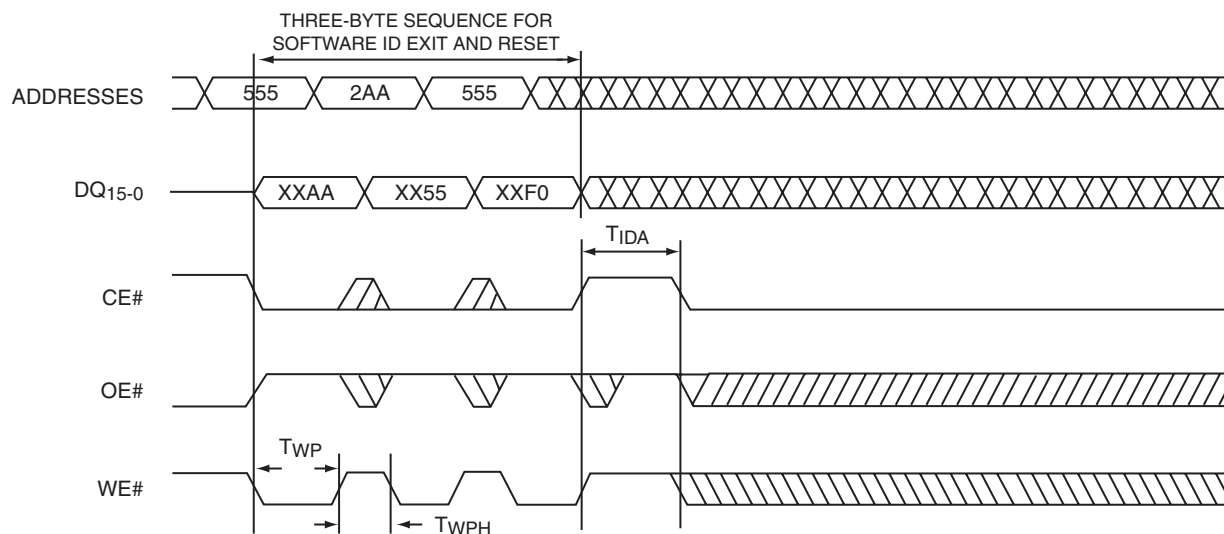 THREE-BYTE SEQUENCE FOR
SOFTWARE ID EXIT AND RESET
ADDRESSES 555 2AA 555
DQ15-0 XXAA XX55 XXF0
TIDA
CE#
OE#
TWP
WE#
TWPH